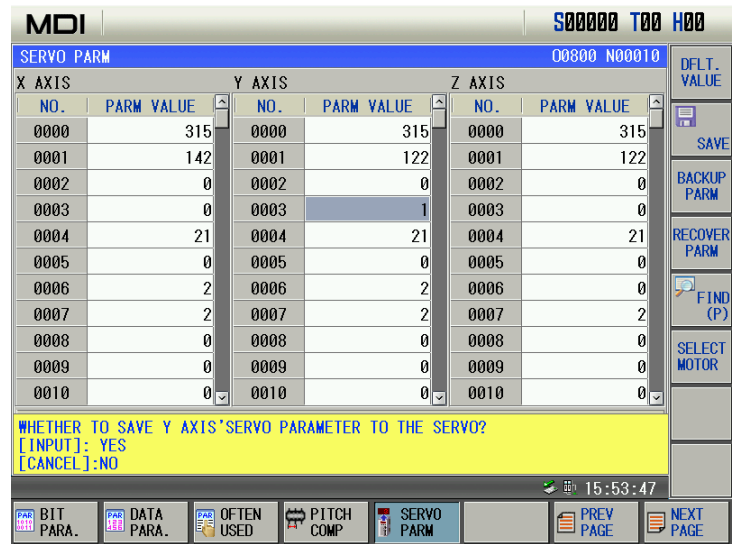 MDI
S00000 T00 H00
SERVO PARM O0800 N00010
X AXIS Y AXIS Z AXIS
NO. PARM VALUE NO. PARM VALUE NO. PARM VALUE
0000 315 0000 315 0000 315
0001 142 0001 122 0001 122
0002 0 0002 0 0002 0
0003 0 0003 1 0003 0
0004 21 0004 21 0004 21
0005 0 0005 0 0005 0
0006 2 0006 2 0006 2
0007 2 0007 2 0007 2
0008 0 0008 0 0008 0
0009 0 0009 0 0009 0
0010 0 0010 0 0010 0
WHETHER TO SAVE Y AXIS'SERVO PARAMETER TO THE SERVO?
[INPUT]: YES
[CANCEL]:NO
15:53:47
DFLT.
VALUE
SAVE
BACKUP
PARM
RECOVER
PARM
FIND
(P)
SELECT
MOTOR
BIT
PARA.
DATA
PARA.
OFTEN
USED
PITCH
COMP
SERVO
PARM
PREV
PAGE
NEXT
PAGE